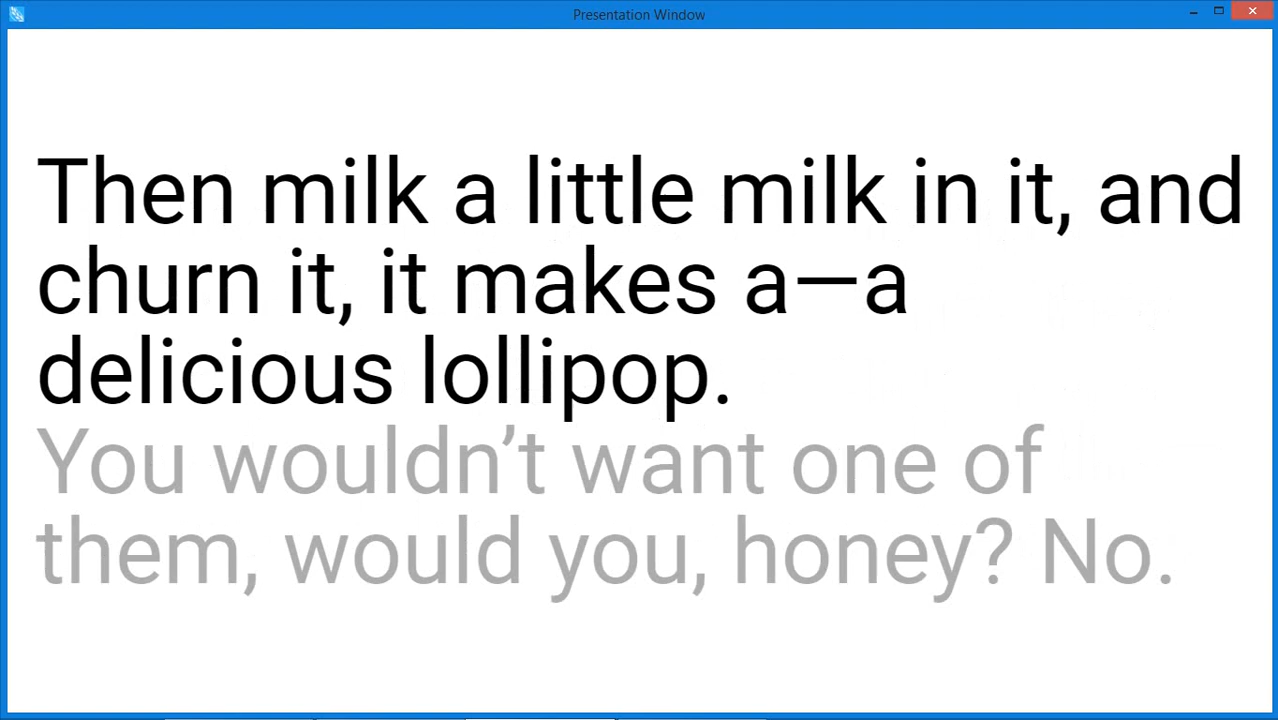 Presentation Window
Then milk a little milk in it, and
churn it, it makes a—a
delicious lollipop.
You wouldn’t want one of
them, would you, honey? No.